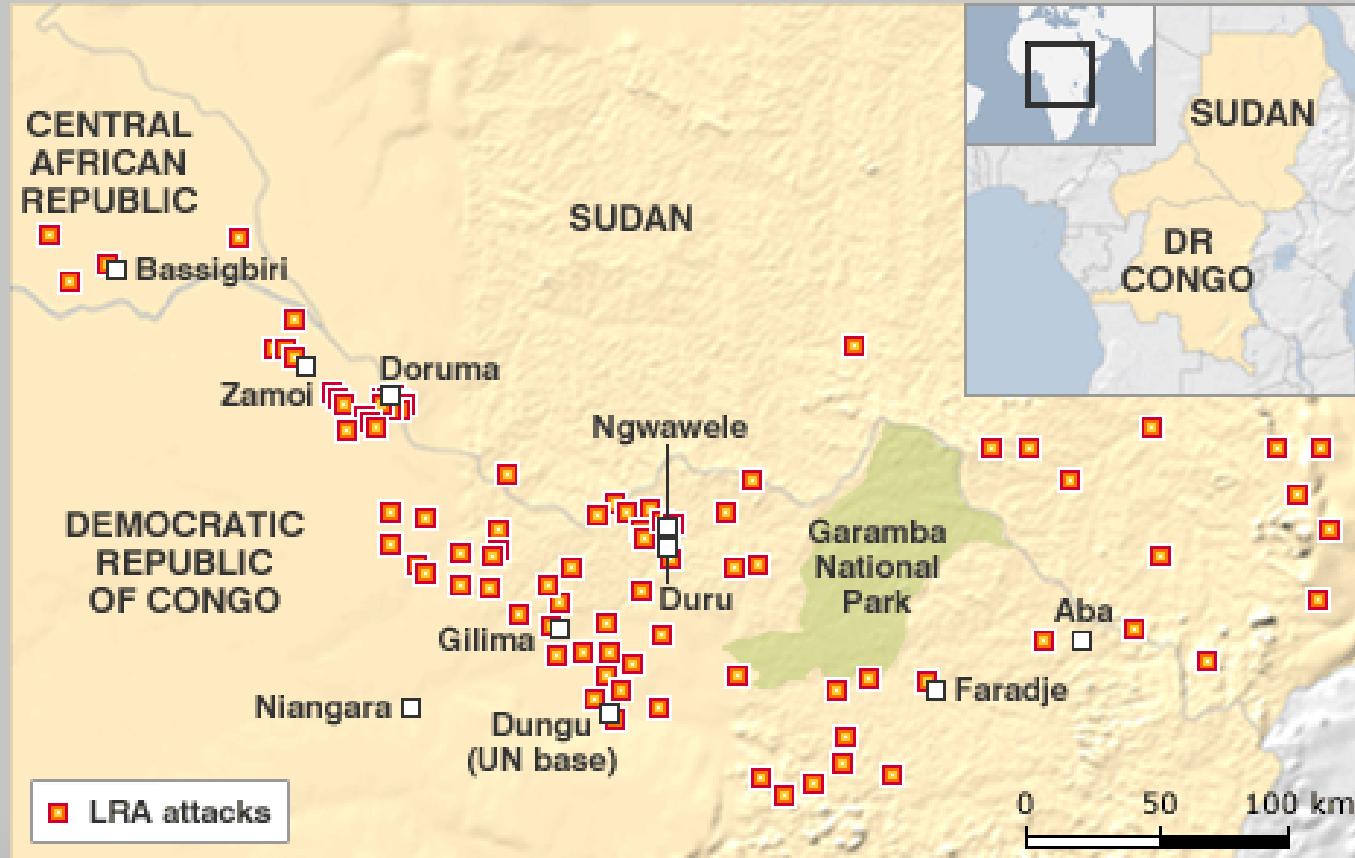 CENTRAL
AFRICAN
REPUBLIC
SUDAN
SUDAN
DR
CONGO
Bassigbiri
Doruma
Zamoi
Ngwawele
DEMOCRATIC
REPUBLIC
OF CONGO
Garamba
National
Park
Duru
Aba
Gilima
Faradje
Niangara
Dungu
(UN base)
LRA attacks
0 50 100 km